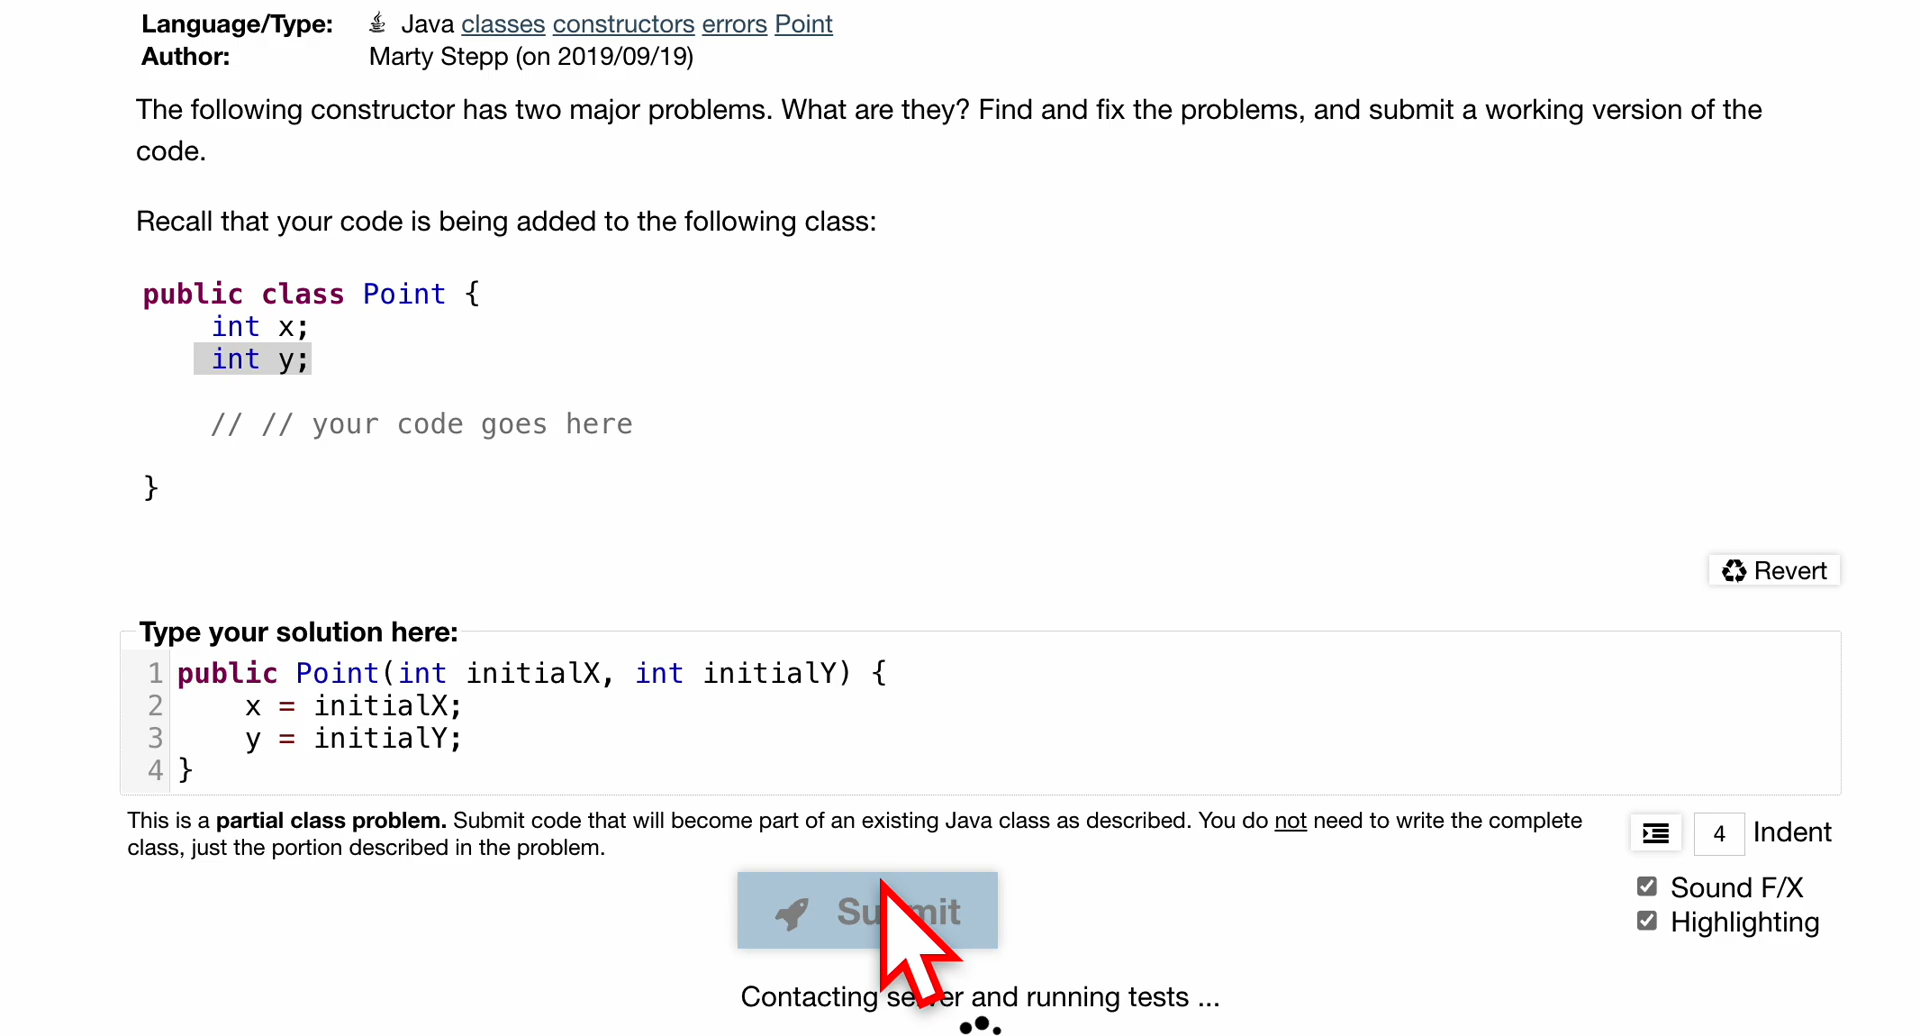 Language/Type: Java classes constructors errors Point
Author: Marty Stepp (on 2019/09/19)
The following constructor has two major problems. What are they? Find and fix the problems, and submit a working version of the
code.
Recall that your code is being added to the following class:
public class Point {
int x;
int y;
// // your code goes here
}
Revert
Type your solution here:
1 public Point(int initialX, int initialY) {
2 x = initialX;
3 y = initialY;
4 }
This is a partial class problem. Submit code that will become part of an existing Java class as described. You do not need to write the complete
class, just the portion described in the problem.
4 Indent
Sound F/X
Highlighting
Submit
Contacting server and running tests ...